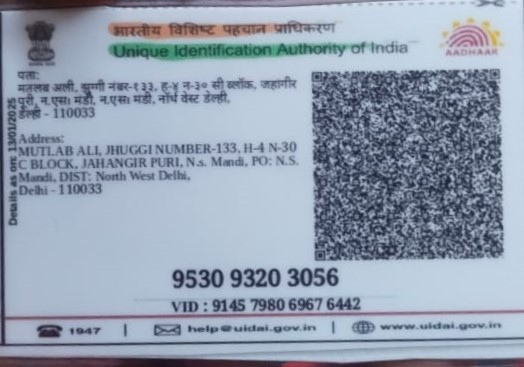 भारतीय विशिष्ट पहचान प्राधिकरण
Unique Identification Authority of India
AADHAAR
पता:
मतलब अली, झुग्गी नंबर-१३३, ह-४ न-३० सी ब्लॉक, जहांगीर
पुरी, न.एस। मंडी, न.एस। मंडी, नॉर्थ वेस्ट डेल्ही,
डेल्ही - 110033
Details as on: 13/01/2025
Address:
MUTLAB ALI, JHUGGI NUMBER-133, H-4 N-30
C BLOCK, JAHANGIR PURI, N.s. Mandi, PO: N.S.
Mandi, DIST: North West Delhi,
Delhi - 110033
9530 9320 3056
VID : 9145 7980 6967 6442
1947 | help@uidai.gov.in | www.uidai.gov.in